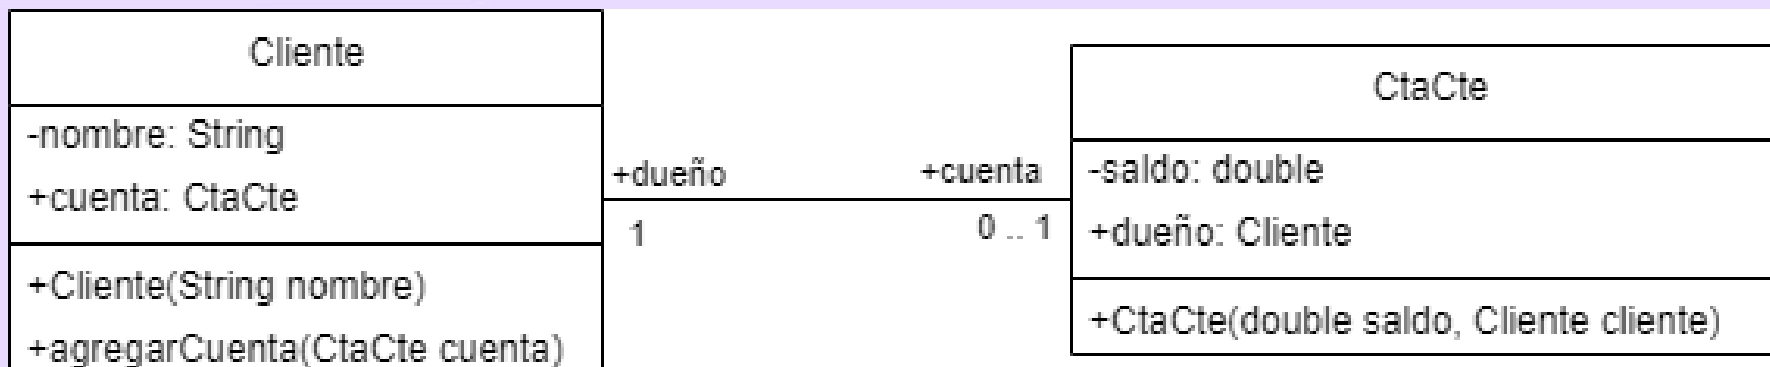 Cliente
-nombre: String
+cuenta: CtaCte
+Cliente(String nombre)
+agregarCuenta(CtaCte cuenta)
+dueño
1
+cuenta
0 .. 1
CtaCte
-saldo: double
+dueño: Cliente
+CtaCte(double saldo, Cliente cliente)